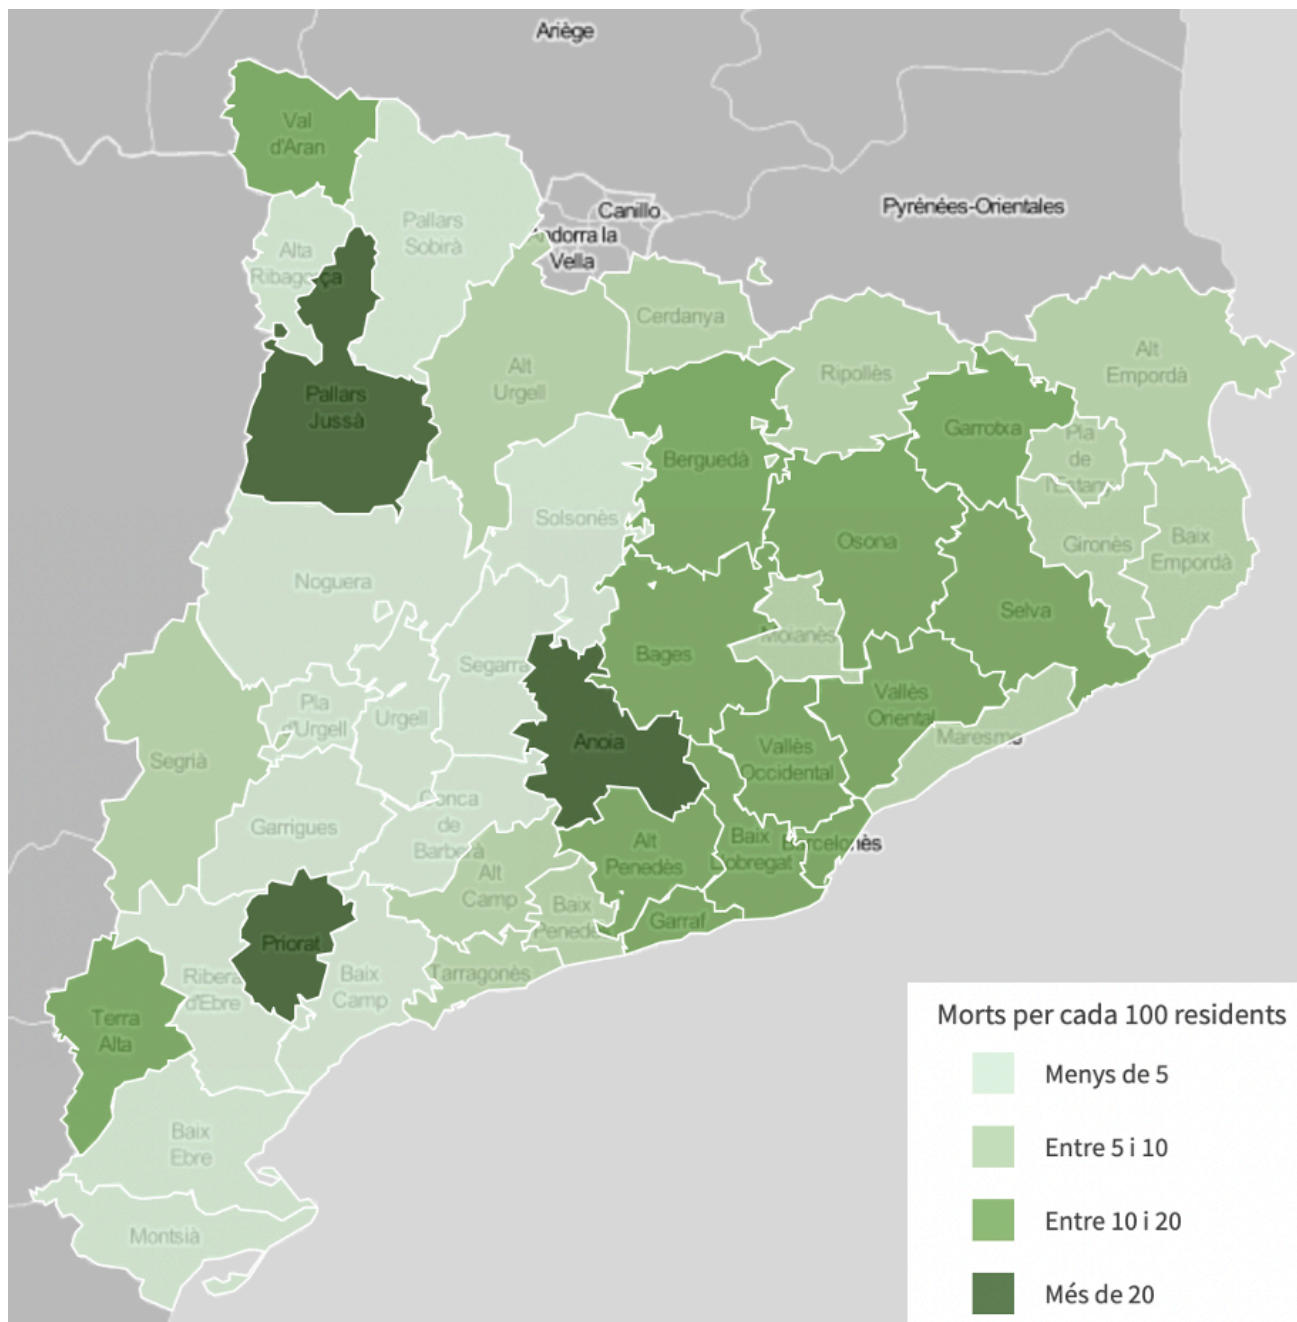 Ariège
Val
d'Aran
Canillo
Pyrénées-Orientales
Pallars
Sobirà
Andorra la
Vella
Alta
Ribagorça
Cerdanya
Alt
Urgell
Ripollès
Alt
Empordà
Pallars
Jussà
Garrotxa
Pla
de
l'Estany
Berguedà
Solsonès
Osona
Gironès
Baix
Empordà
Noguera
Selva
Moianès
Bages
Segarra
Pla
d'Urgell
Urgell
Vallès
Oriental
Maresme
Segrià
Anoia
Vallès
Occidental
Garrigues
Conca
de
Barberà
Alt
Penedès
Baix
Llobregat
Barcelonès
Alt
Camp
Baix
Penedès
Garraf
Priorat
Ribera
d'Ebre
Baix
Camp
Tarragonès
Terra
Alta
Baix
Ebre
Montsià
Morts per cada 100 residents
Menys de 5
Entre 5 i 10
Entre 10 i 20
Més de 20